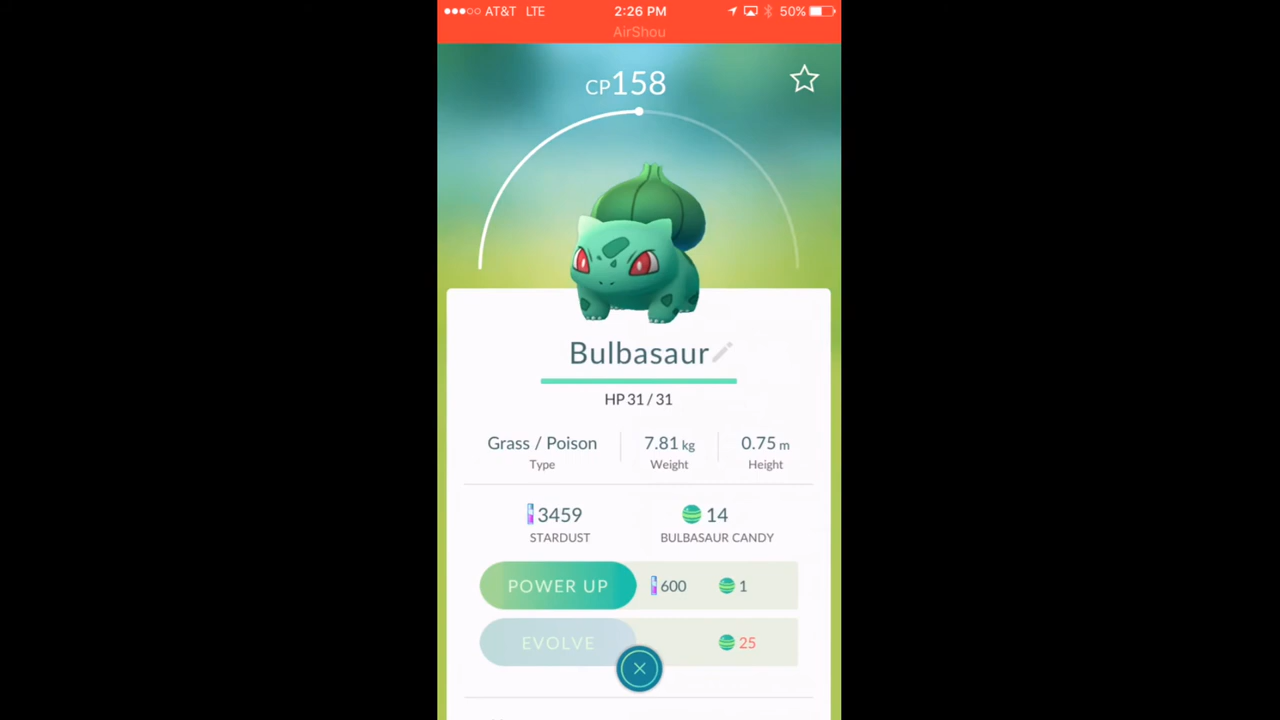 AT&T LTE 2:26 PM 50%
AirShou
CP158
Bulbasaur
HP 31 / 31
Grass / Poison 7.81 kg 0.75 m
Type Weight Height
3459 14
STARDUST BULBASAUR CANDY
POWER UP 600 1
EVOLVE 25